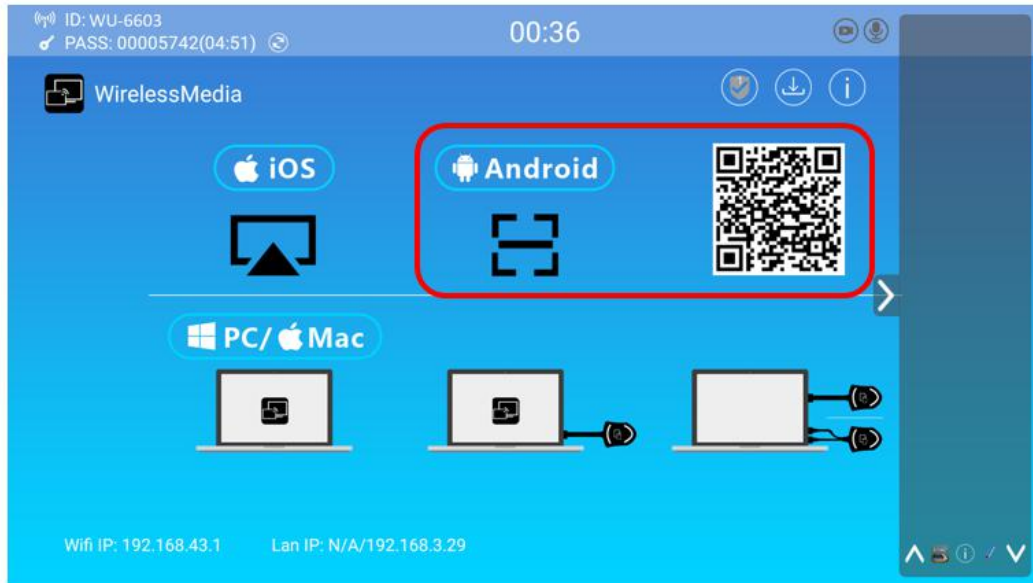 ID: WU-6603
PASS: 00005742(04:51)
00:36
WirelessMedia
iOS
Android
PC/ Mac
Wifi IP: 192.168.43.1 Lan IP: N/A/192.168.3.29